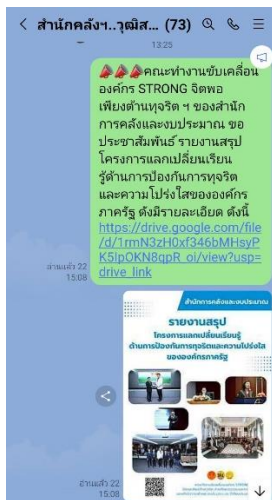 สำนักคลังฯ..วุฒิส... (73)
13:25
📣📣📣คณะทำงานขับเคลื่อน
องค์กร STRONG จิตพอ
เพียงต้านทุจริต ฯ ของสำนัก
การคลังและงบประมาณ ขอ
ประชาสัมพันธ์ รายงานสรุป
โครงการแลกเปลี่ยนเรียน
รู้ด้านการป้องกันการทุจริต
และความโปร่งใสขององค์กร
ภาครัฐ ดังมีรายละเอียด ดังนี้
https://drive.google.com/file
/d/1rmN3zH0xf346bMHsyP
K5lpOKN8qpR_oi/view?usp=
drive_link
อ่านแล้ว 22
15:08
สำนักการคลังและงบประมาณ
รายงานสรุป
โครงการแลกเปลี่ยนเรียนรู้
ด้านการป้องกันการทุจริตและความโปร่งใส
ขององค์กรภาครัฐ
อ่านแล้ว 22
15:08